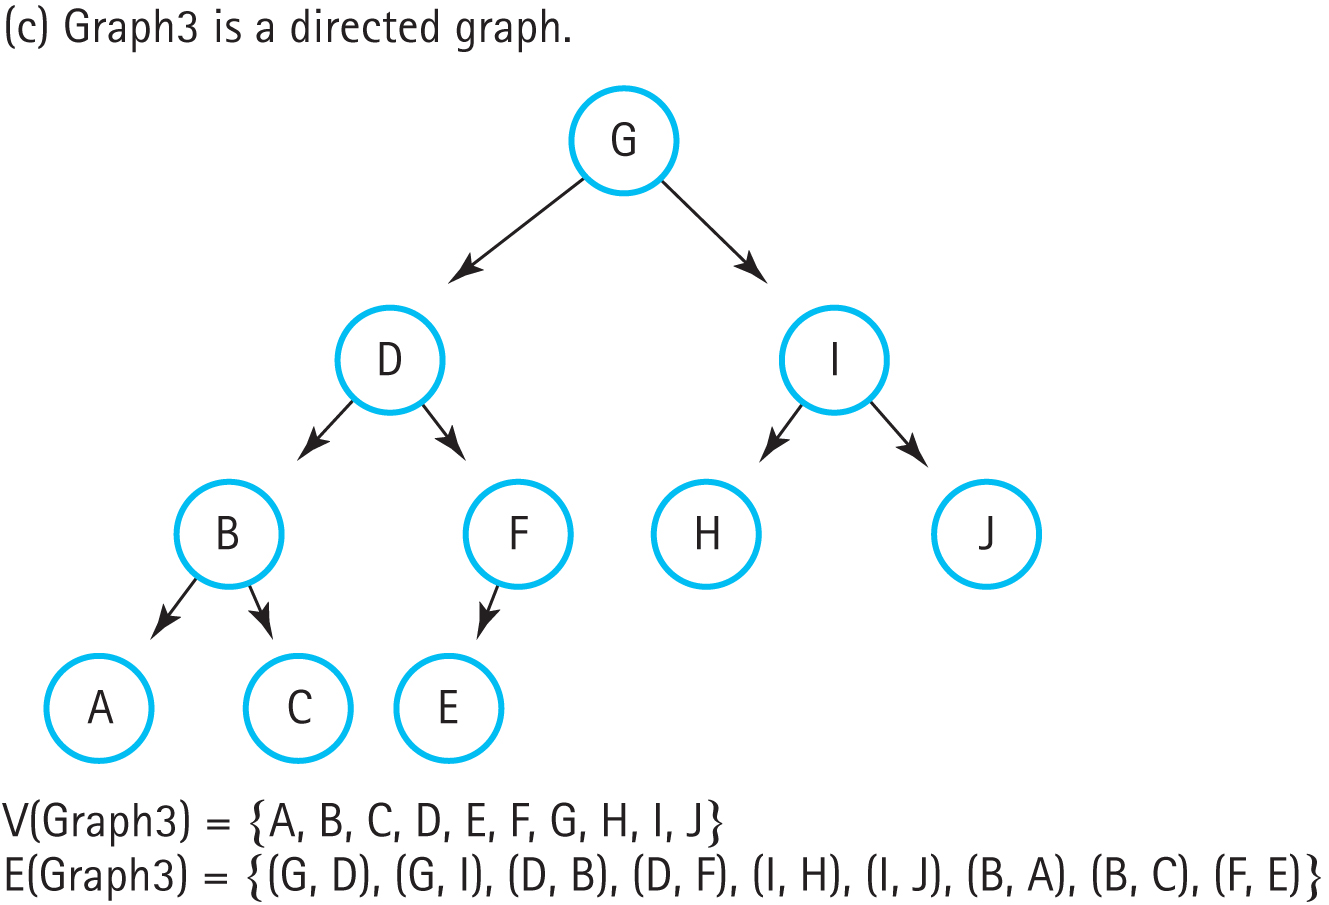 (c) Graph3 is a directed graph.
G
D
I
B
F
H
J
A
C
E
V(Graph3) = {A, B, C, D, E, F, G, H, I, J}
E(Graph3) = {(G, D), (G, I), (D, B), (D, F), (I, H), (I, J), (B, A), (B, C), (F, E)}